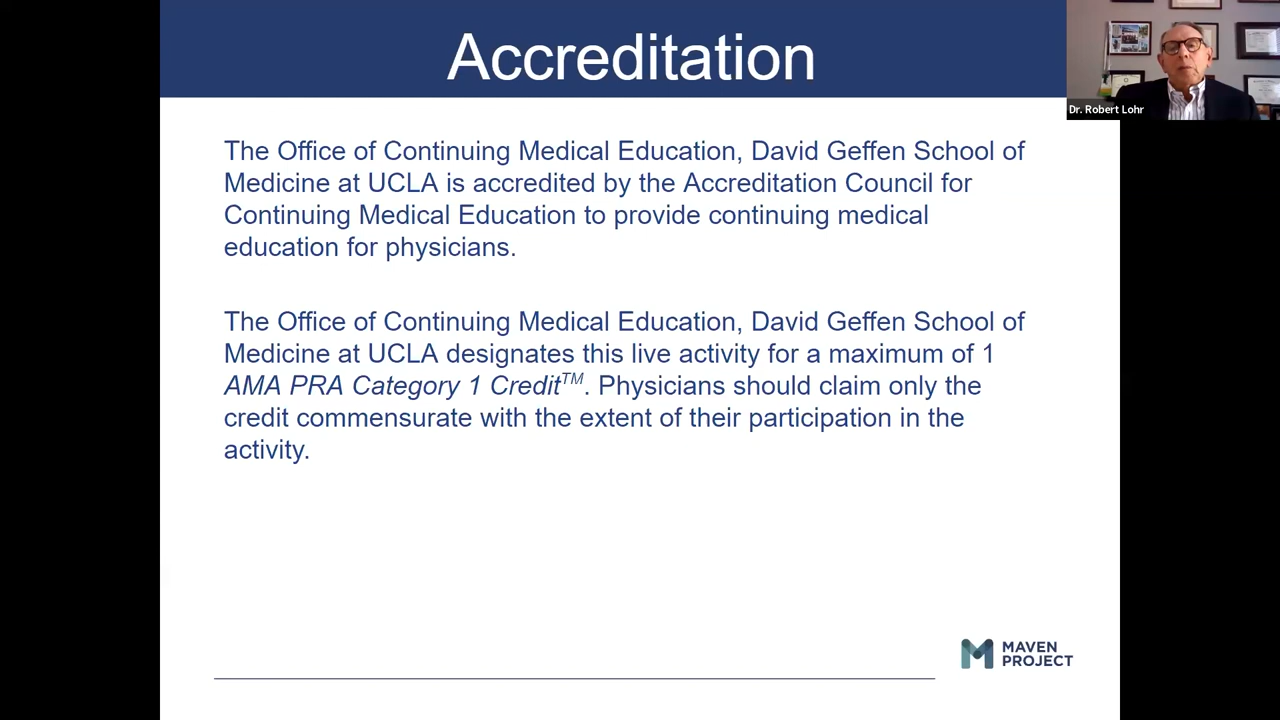 Accreditation
Dr. Robert Lohr
The Office of Continuing Medical Education, David Geffen School of
Medicine at UCLA is accredited by the Accreditation Council for
Continuing Medical Education to provide continuing medical
education for physicians.
The Office of Continuing Medical Education, David Geffen School of
Medicine at UCLA designates this live activity for a maximum of 1
AMA PRA Category 1 Credit™. Physicians should claim only the
credit commensurate with the extent of their participation in the
activity.
MAVEN
PROJECT